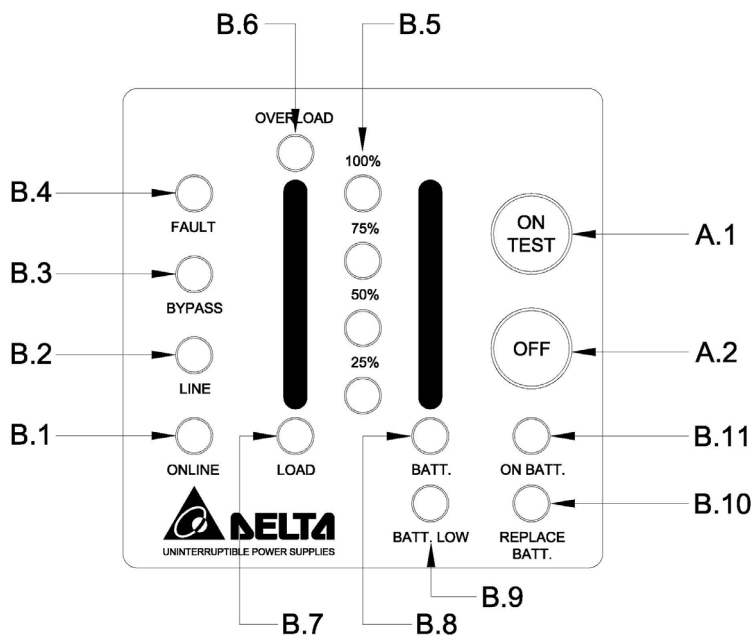 B.6
B.5
OVERLOAD
100%
B.4
FAULT
75%
ON
TEST
A.1
B.3
BYPASS
50%
B.2
LINE
25%
OFF
A.2
B.1
ONLINE
LOAD
BATT.
ON BATT.
B.11
DELTA
UNINTERRUPTIBLE POWER SUPPLIES
BATT. LOW
REPLACE
BATT.
B.10
B.7
B.8
B.9